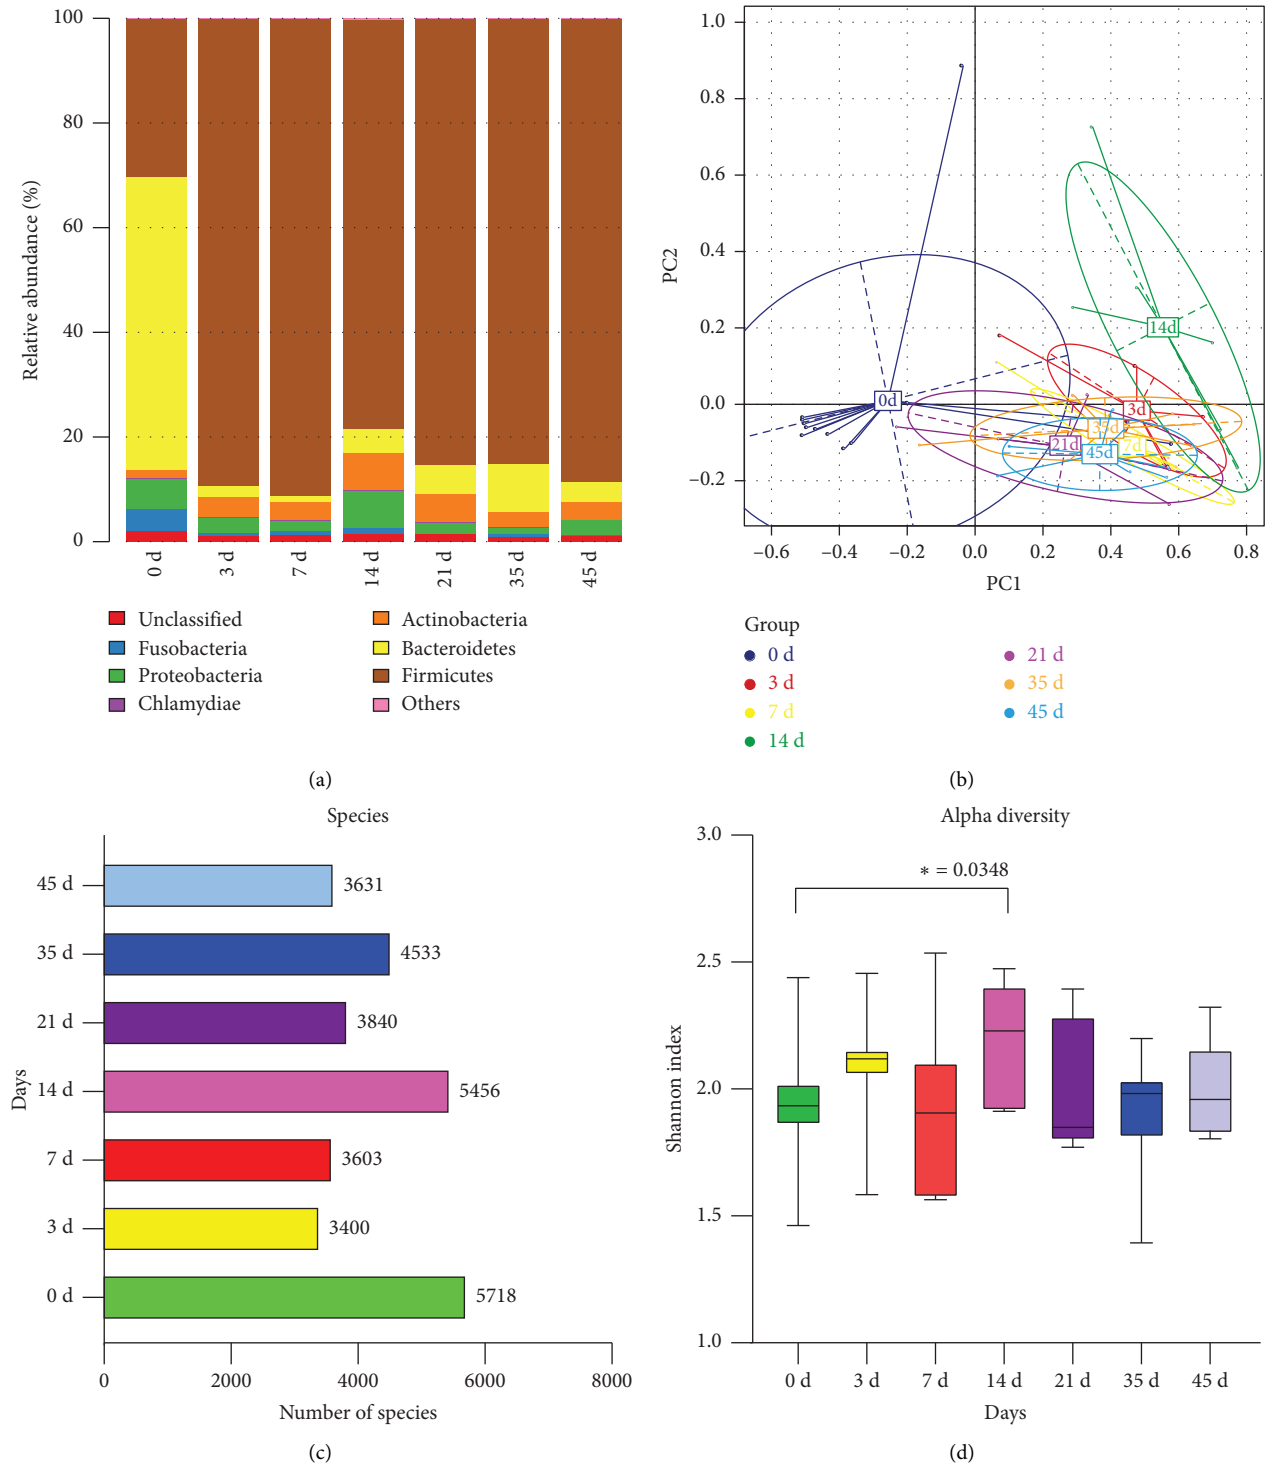 100
80
60
40
20
0
Relative abundance (%)
0 d
3 d
7 d
14 d
21 d
35 d
45 d
Unclassified
Fusobacteria
Proteobacteria
Chlamydiae
Actinobacteria
Bacteroidetes
Firmicutes
Others
(a)
1.0
0.8
0.6
0.4
0.2
0.0
−0.2
PC2
0d
14d
3d
35d
21d
7d
45d
−0.6 −0.4 −0.2 0.0 0.2 0.4 0.6 0.8
PC1
Group
0 d
3 d
7 d
14 d
21 d
35 d
45 d
(b)
Species
45 d 3631
35 d 4533
21 d 3840
14 d 5456
7 d 3603
3 d 3400
0 d 5718
Days
0 2000 4000 6000 8000
Number of species
(c)
Alpha diversity
∗ = 0.0348
3.0
2.5
2.0
1.5
1.0
Shannon index
0 d 3 d 7 d 14 d 21 d 35 d 45 d
Days
(d)